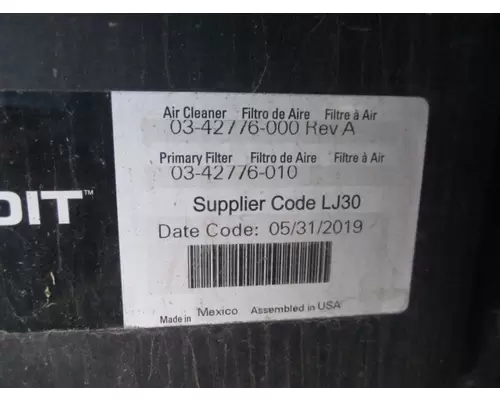 Air Cleaner Filtro de Aire Filtre à Air
03-42776-000 Rev A
Primary Filter Filtro de Aire Filtre à Air
03-42776-010
DIT™
Supplier Code LJ30
Date Code: 05/31/2019
Made in Mexico Assembled in USA